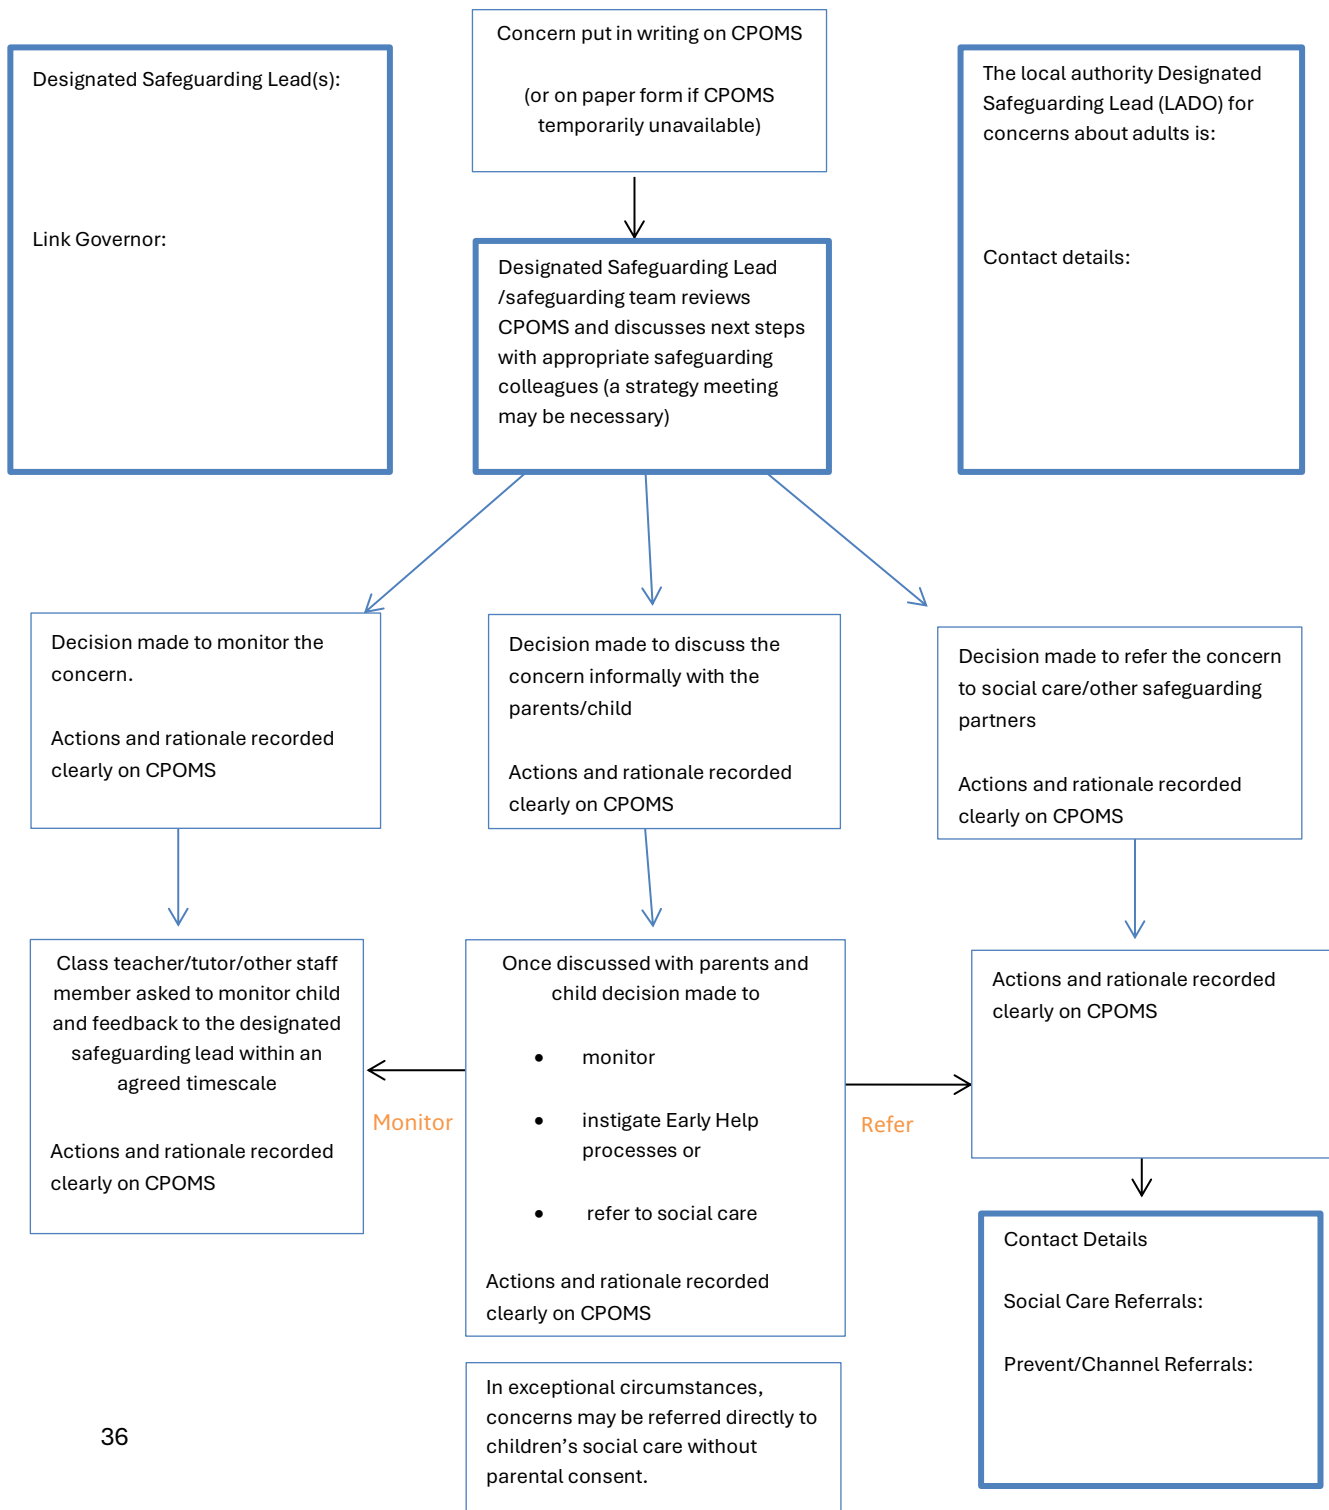 Concern put in writing on CPOMS
(or on paper form if CPOMS
temporarily unavailable)
Designated Safeguarding Lead(s):
Link Governor:
The local authority Designated
Safeguarding Lead (LADO) for
concerns about adults is:
Contact details:
Designated Safeguarding Lead
/safeguarding team reviews
CPOMS and discusses next steps
with appropriate safeguarding
colleagues (a strategy meeting
may be necessary)
Decision made to monitor the
concern.
Actions and rationale recorded
clearly on CPOMS
Decision made to discuss the
concern informally with the
parents/child
Actions and rationale recorded
clearly on CPOMS
Decision made to refer the concern
to social care/other safeguarding
partners
Actions and rationale recorded
clearly on CPOMS
Class teacher/tutor/other staff
member asked to monitor child
and feedback to the designated
safeguarding lead within an
agreed timescale
Actions and rationale recorded
clearly on CPOMS
Monitor
Once discussed with parents and
child decision made to
• monitor
• instigate Early Help
processes or
• refer to social care
Actions and rationale recorded
clearly on CPOMS
Refer
Actions and rationale recorded
clearly on CPOMS
Contact Details
Social Care Referrals:
Prevent/Channel Referrals:
In exceptional circumstances,
concerns may be referred directly to
children’s social care without
parental consent.
36